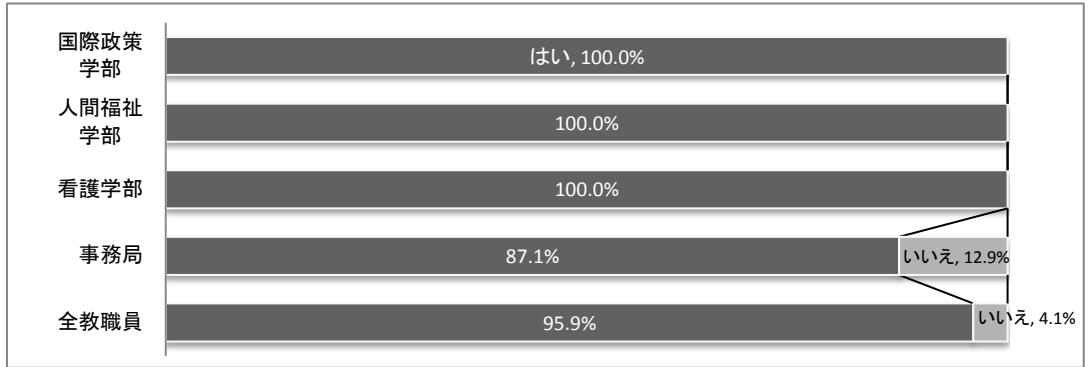 国際政策
学部
はい, 100.0%
人間福祉
学部
100.0%
看護学部
100.0%
事務局
87.1%
いいえ, 12.9%
全教職員
95.9%
いいえ, 4.1%